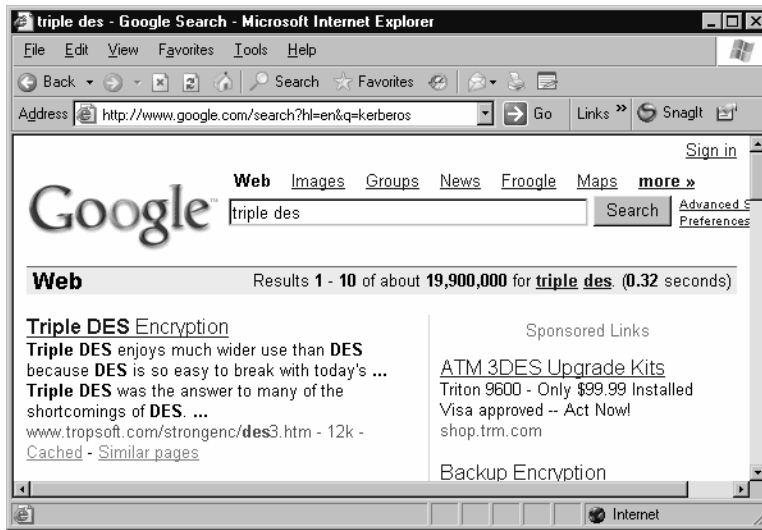 triple des - Google Search - Microsoft Internet Explorer
File Edit View Favorites Tools Help
Back Search Favorites
Address http://www.google.com/search?hl=en&q=kerberos Go Links » SnagIt
Sign in
Web Images Groups News Froogle Maps more »
Google™
triple des Search Advanced S
Preferences
Web Results 1 - 10 of about 19,900,000 for triple des. (0.32 seconds)
Triple DES Encryption
Triple DES enjoys much wider use than DES
because DES is so easy to break with today's ...
Triple DES was the answer to many of the
shortcomings of DES. ...
www.tropsoft.com/strongenc/des3.htm - 12k -
Cached - Similar pages
Sponsored Links
ATM 3DES Upgrade Kits
Triton 9600 - Only $99.99 Installed
Visa approved -- Act Now!
shop.trm.com
Backup Encryption
Internet